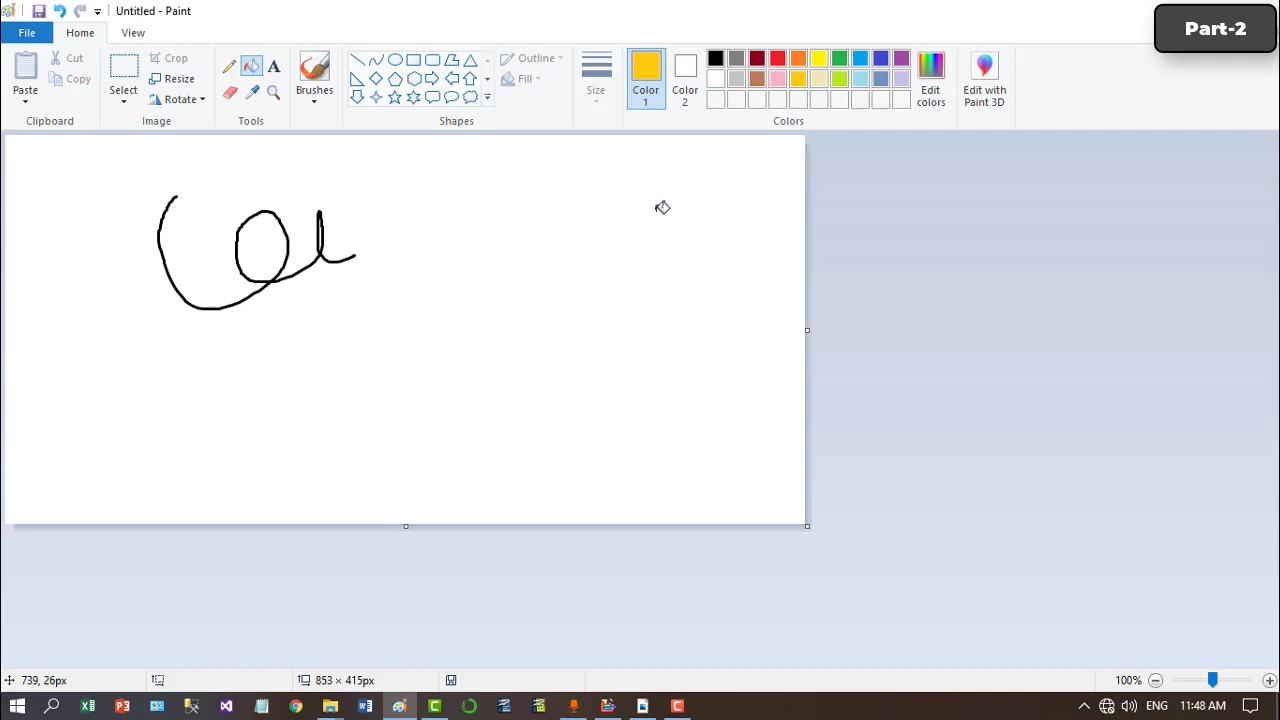 Untitled - Paint
Part-2
File
Home
View
Paste
Cut
Copy
Clipboard
Select
Crop
Resize
Rotate
Image
A
Tools
Brushes
Outline
Fill
Shapes
Size
Color 1
Color 2
Edit colors
Colors
Edit with Paint 3D
739, 26px
853 × 415px
100%
ENG
11:48 AM